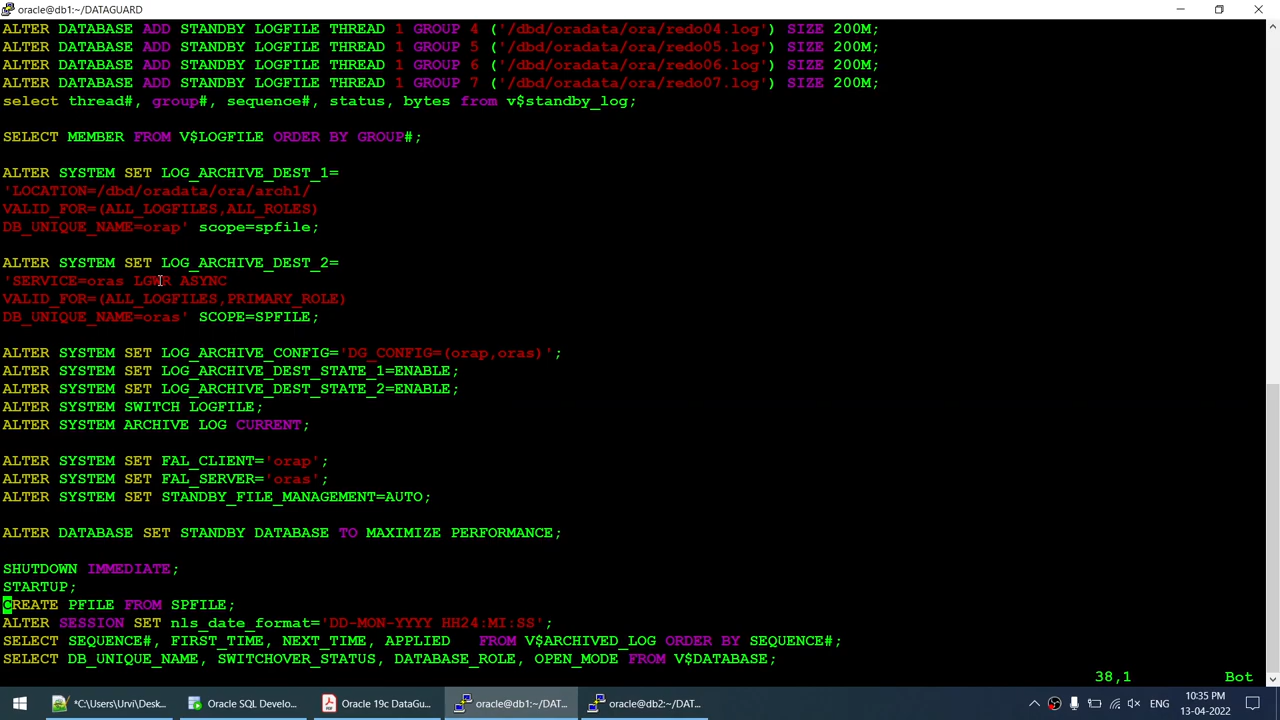 oracle@db1:~/DATAGUARD
ALTER DATABASE ADD STANDBY LOGFILE THREAD 1 GROUP 4 ('/dbd/oradata/ora/redo04.log') SIZE 200M;
ALTER DATABASE ADD STANDBY LOGFILE THREAD 1 GROUP 5 ('/dbd/oradata/ora/redo05.log') SIZE 200M;
ALTER DATABASE ADD STANDBY LOGFILE THREAD 1 GROUP 6 ('/dbd/oradata/ora/redo06.log') SIZE 200M;
ALTER DATABASE ADD STANDBY LOGFILE THREAD 1 GROUP 7 ('/dbd/oradata/ora/redo07.log') SIZE 200M;
select thread#, group#, sequence#, status, bytes from v$standby_log;
SELECT MEMBER FROM V$LOGFILE ORDER BY GROUP#;
ALTER SYSTEM SET LOG_ARCHIVE_DEST_1=
'LOCATION=/dbd/oradata/ora/arch1/
VALID_FOR=(ALL_LOGFILES,ALL_ROLES)
DB_UNIQUE_NAME=orap' scope=spfile;
ALTER SYSTEM SET LOG_ARCHIVE_DEST_2=
'SERVICE=oras LGWR ASYNC
VALID_FOR=(ALL_LOGFILES,PRIMARY_ROLE)
DB_UNIQUE_NAME=oras' SCOPE=SPFILE;
ALTER SYSTEM SET LOG_ARCHIVE_CONFIG='DG_CONFIG=(orap,oras)';
ALTER SYSTEM SET LOG_ARCHIVE_DEST_STATE_1=ENABLE;
ALTER SYSTEM SET LOG_ARCHIVE_DEST_STATE_2=ENABLE;
ALTER SYSTEM SWITCH LOGFILE;
ALTER SYSTEM ARCHIVE LOG CURRENT;
ALTER SYSTEM SET FAL_CLIENT='orap';
ALTER SYSTEM SET FAL_SERVER='oras';
ALTER SYSTEM SET STANDBY_FILE_MANAGEMENT=AUTO;
ALTER DATABASE SET STANDBY DATABASE TO MAXIMIZE PERFORMANCE;
SHUTDOWN IMMEDIATE;
STARTUP;
CREATE PFILE FROM SPFILE;
ALTER SESSION SET nls_date_format='DD-MON-YYYY HH24:MI:SS';
SELECT SEQUENCE#, FIRST_TIME, NEXT_TIME, APPLIED FROM V$ARCHIVED_LOG ORDER BY SEQUENCE#;
SELECT DB_UNIQUE_NAME, SWITCHOVER_STATUS, DATABASE_ROLE, OPEN_MODE FROM V$DATABASE;
38,1 Bot
*C:\Users\Urvi\Desk... Oracle SQL Develo... Oracle 19c DataGu... oracle@db1:~/DAT... oracle@db2:~/DAT... 10:35 PM
13-04-2022